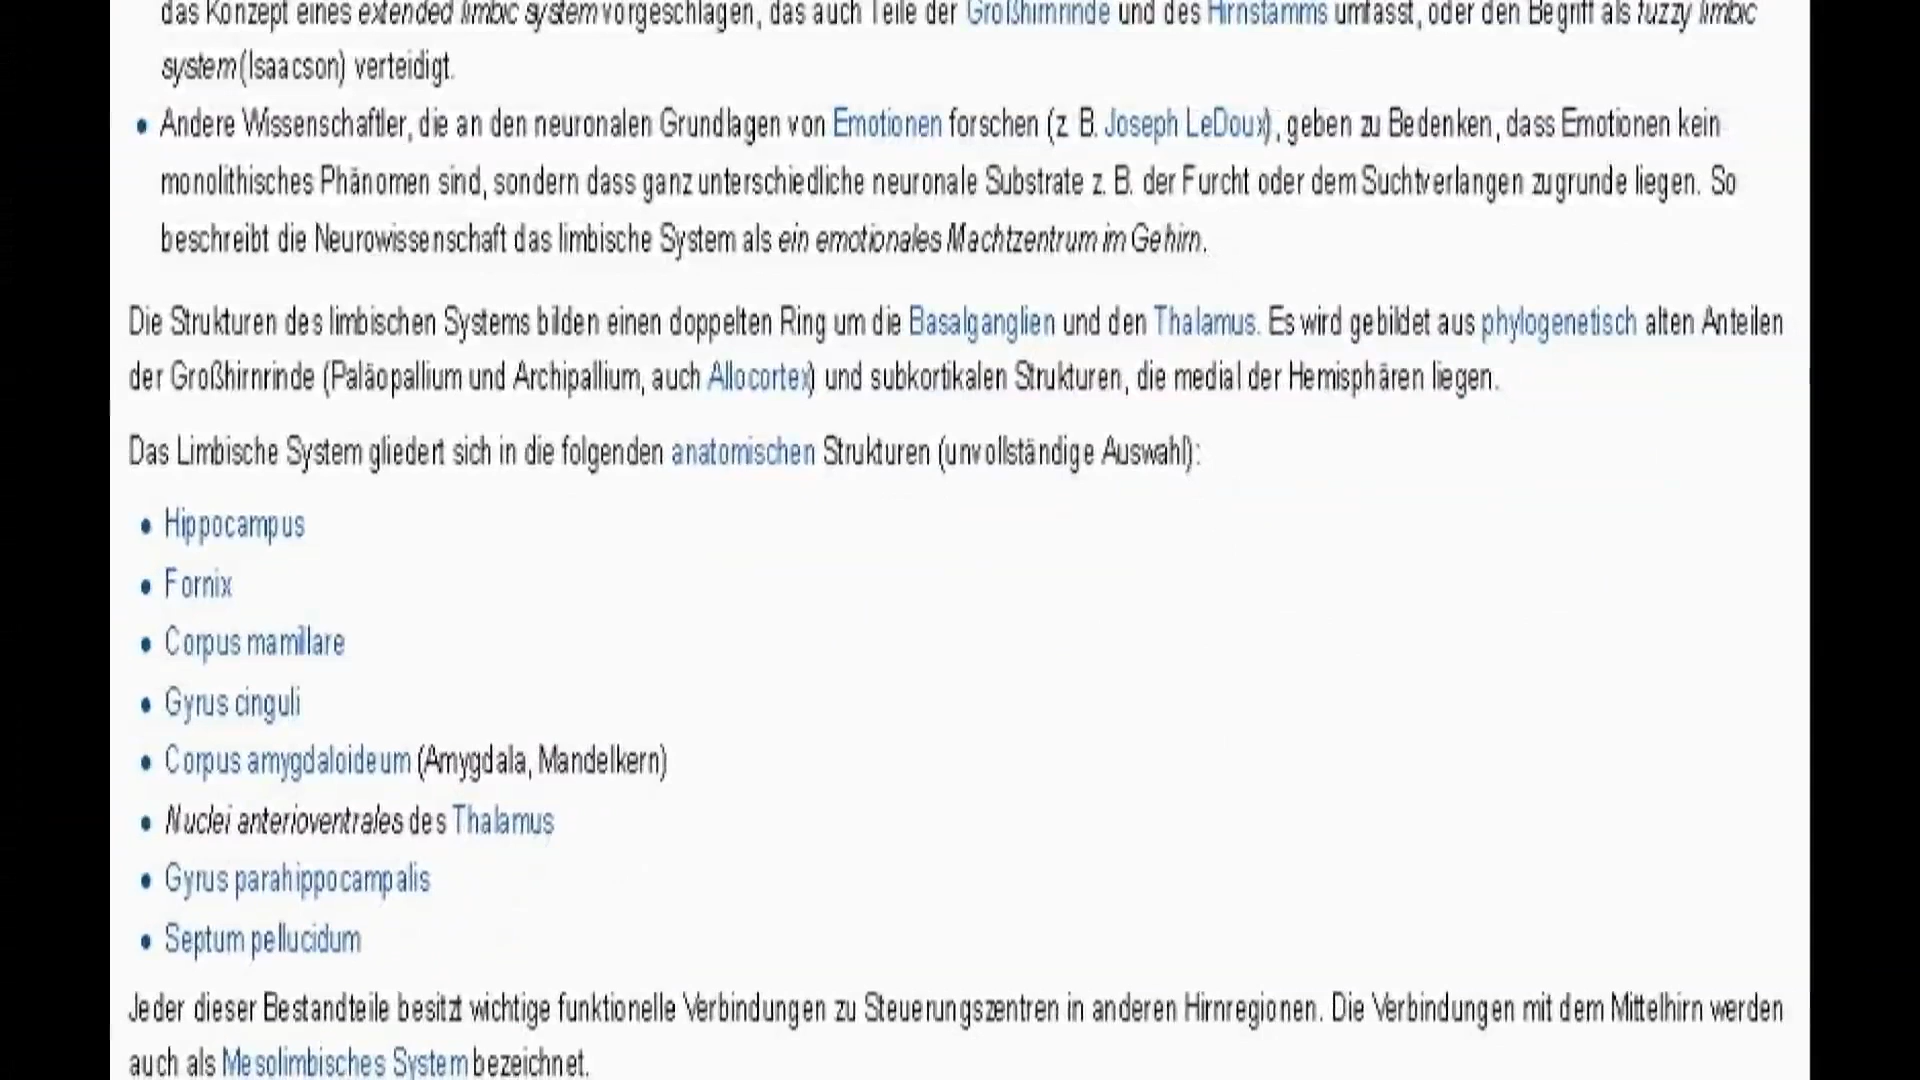 das Konzept eines extended limbic system vorgeschlagen, das auch Teile der Großhirnrinde und des Hirnstamms umfasst, oder den Begriff als fuzzy limbic
system (Isaacson) verteidigt.
• Andere Wissenschaftler, die an den neuronalen Grundlagen von Emotionen forschen (z. B. Joseph LeDoux), geben zu Bedenken, dass Emotionen kein
monolithisches Phänomen sind, sondern dass ganz unterschiedliche neuronale Substrate z. B. der Furcht oder dem Suchtverlangen zugrunde liegen. So
beschreibt die Neurowissenschaft das limbische System als ein emotionales Machtzentrum im Gehirn.
Die Strukturen des limbischen Systems bilden einen doppelten Ring um die Basalganglien und den Thalamus. Es wird gebildet aus phylogenetisch alten Anteilen
der Großhirnrinde (Paläopallium und Archipallium, auch Allocortex) und subkortikalen Strukturen, die medial der Hemisphären liegen.
Das Limbische System gliedert sich in die folgenden anatomischen Strukturen (unvollständige Auswahl):
• Hippocampus
• Fornix
• Corpus mamillare
• Gyrus cinguli
• Corpus amygdaloideum (Amygdala, Mandelkern)
• Nuclei anterioventrales des Thalamus
• Gyrus parahippocampalis
• Septum pellucidum
Jeder dieser Bestandteile besitzt wichtige funktionelle Verbindungen zu Steuerungszentren in anderen Hirnregionen. Die Verbindungen mit dem Mittelhirn werden
auch als Mesolimbisches System bezeichnet.